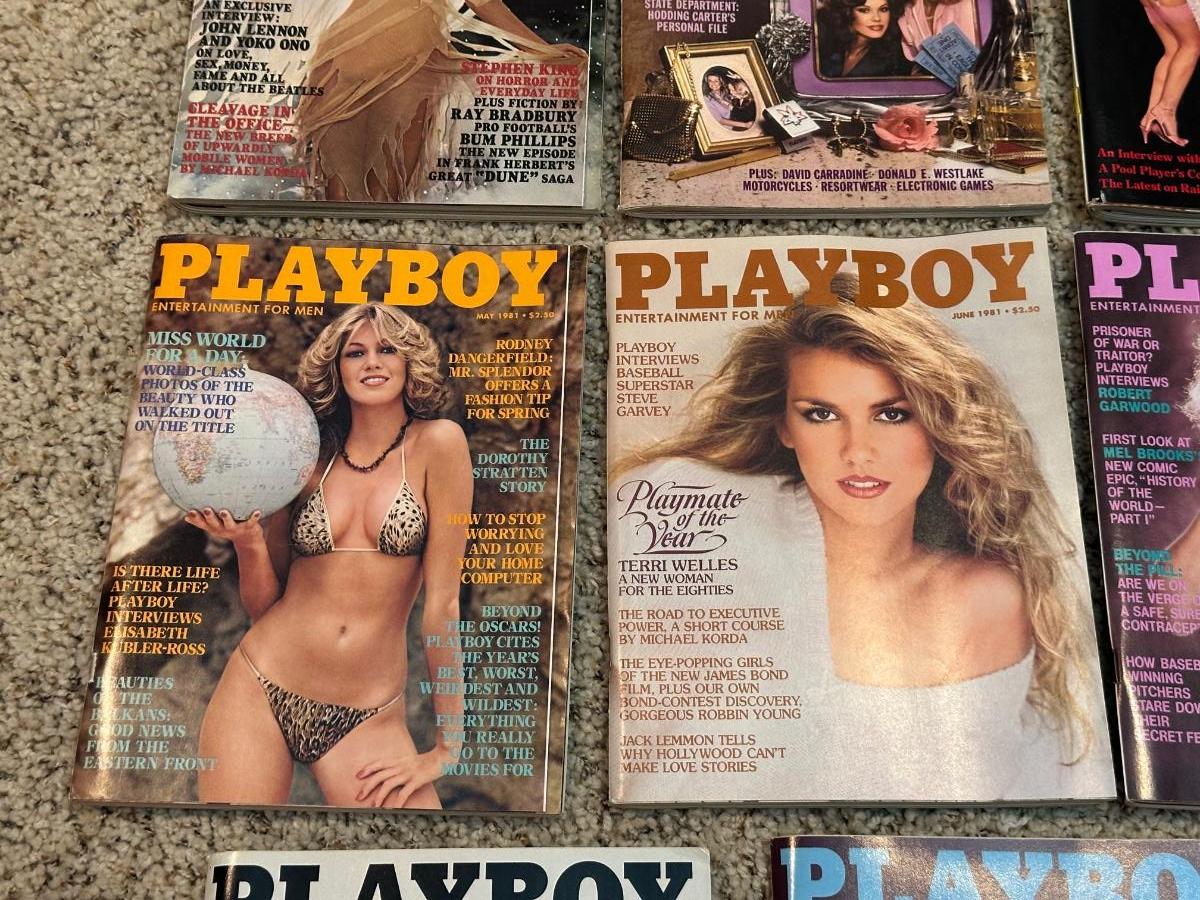 AN EXCLUSIVE
INTERVIEW:
JOHN LENNON
AND YOKO ONO
ON LOVE,
SEX, MONEY,
FAME AND ALL
ABOUT THE BEATLES
CLEAVAGE IN
THE OFFICE—
THE NEW BREED
OF UPWARDLY
MOBILE WOMEN
BY MICHAEL KORDA
STEPHEN KING
ON HORROR AND
EVERYDAY LIFE
PLUS FICTION BY
RAY BRADBURY
PRO FOOTBALL'S
BUM PHILLIPS
THE NEW EPISODE
IN FRANK HERBERT'S
GREAT "DUNE" SAGA
STATE DEPARTMENT:
HODDING CARTER'S
PERSONAL FILE
PLUS: DAVID CARRADINE · DONALD E. WESTLAKE
MOTORCYCLES · RESORTWEAR · ELECTRONIC GAMES
An Interview with
A Pool Player's
The Latest on
PLAYBOY
ENTERTAINMENT FOR MEN
MAY 1981 • $2.50
MISS WORLD
FOR A DAY:
WORLD-CLASS
PHOTOS OF THE
BEAUTY WHO
WALKED OUT
ON THE TITLE
IS THERE LIFE
AFTER LIFE?
PLAYBOY
INTERVIEWS
ELISABETH
KÜBLER-ROSS
BEAUTIES
OF THE
BALKANS:
GOOD NEWS
FROM THE
EASTERN FRONT
RODNEY
DANGERFIELD:
MR. SPLENDOR
OFFERS A
FASHION TIP
FOR SPRING
THE
DOROTHY
STRATTEN
STORY
HOW TO STOP
WORRYING
AND LOVE
YOUR HOME
COMPUTER
BEYOND
THE OSCARS!
PLAYBOY CITES
THE YEAR'S
BEST, WORST,
WEIRDEST AND
WILDEST:
EVERYTHING
YOU REALLY
GO TO THE
MOVIES FOR
PLAYBOY
ENTERTAINMENT FOR MEN
JUNE 1981 • $2.50
PLAYBOY
INTERVIEWS
BASEBALL
SUPERSTAR
STEVE
GARVEY
Playmate
of the
Year
TERRI WELLES
A NEW WOMAN
FOR THE EIGHTIES
THE ROAD TO EXECUTIVE
POWER, A SHORT COURSE
BY MICHAEL KORDA
THE EYE-POPPING GIRLS
OF THE NEW JAMES BOND
FILM, PLUS OUR OWN
BOND-CONTEST DISCOVERY,
GORGEOUS ROBBIN YOUNG
JACK LEMMON TELLS
WHY HOLLYWOOD CAN'T
MAKE LOVE STORIES
PL
ENTERTAINMENT
PRISONER
OF WAR OR
TRAITOR?
PLAYBOY
INTERVIEWS
ROBERT
GARWOOD
FIRST LOOK AT
MEL BROOKS'
NEW COMIC
EPIC, "HISTORY
OF THE
WORLD—
PART I"
BEYOND
THE PILL:
ARE WE ON
THE VERGE
A SAFE, SURE
CONTRACEP
HOW BASEB
WINNING
PITCHERS
STARE DOW
THEIR
SECRET FE
PLAYBOY
PLAYBO